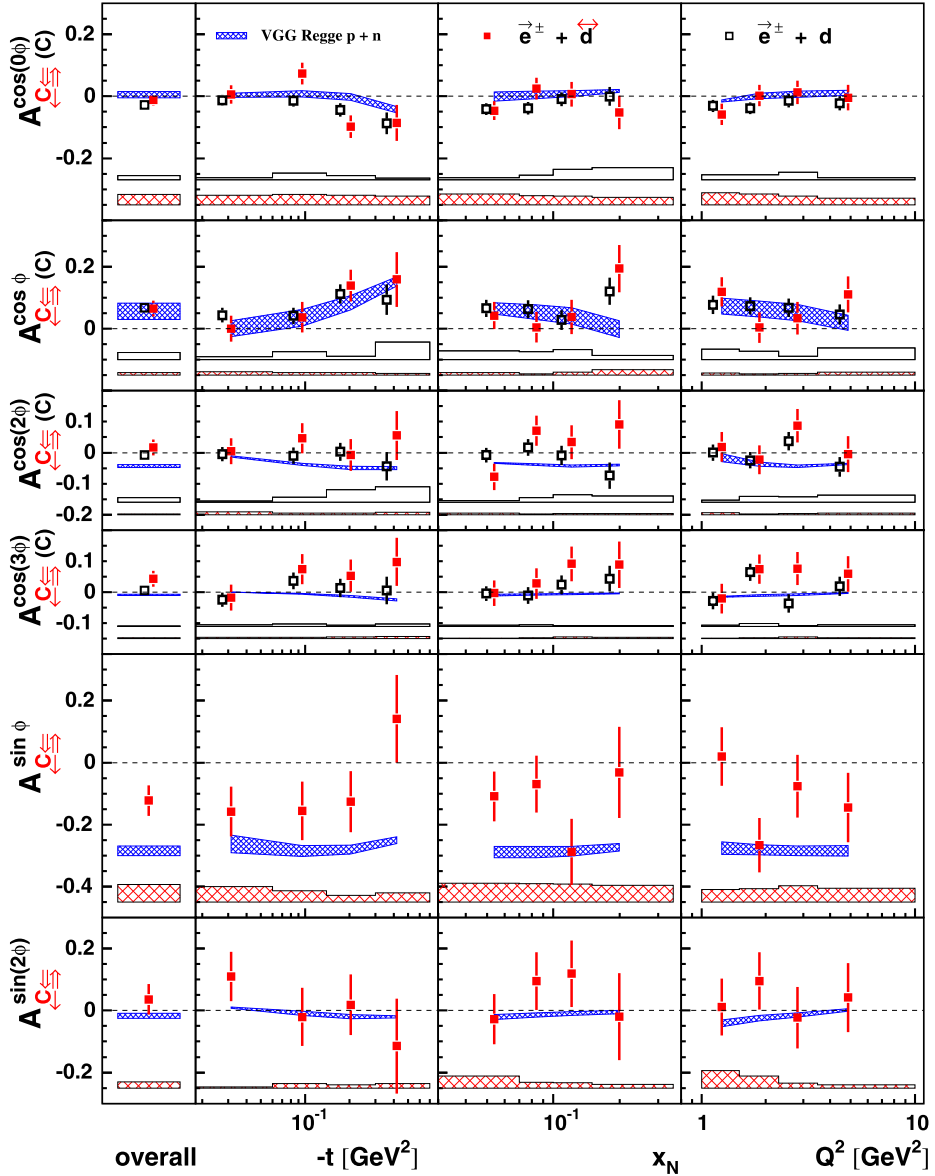 VGG Regge p + n
e ± + d
e ± + d
A cos(0ϕ) C⇓⇑ ← (C)
0
-0.2
A cos ϕ C⇓⇑ ← (C)
0.2
0
A cos(2ϕ) C⇓⇑ ← (C)
0.1
0
-0.1
-0.2
A cos(3ϕ) C⇓⇑ ← (C)
0.1
0
-0.1
A sin ϕ C⇓⇑ ←
0.2
0
-0.2
-0.4
A sin(2ϕ) C⇓⇑ ←
0.2
0
-0.2
10⁻¹
10⁻¹
1
10
overall
-t [GeV²]
x_N
Q² [GeV²]